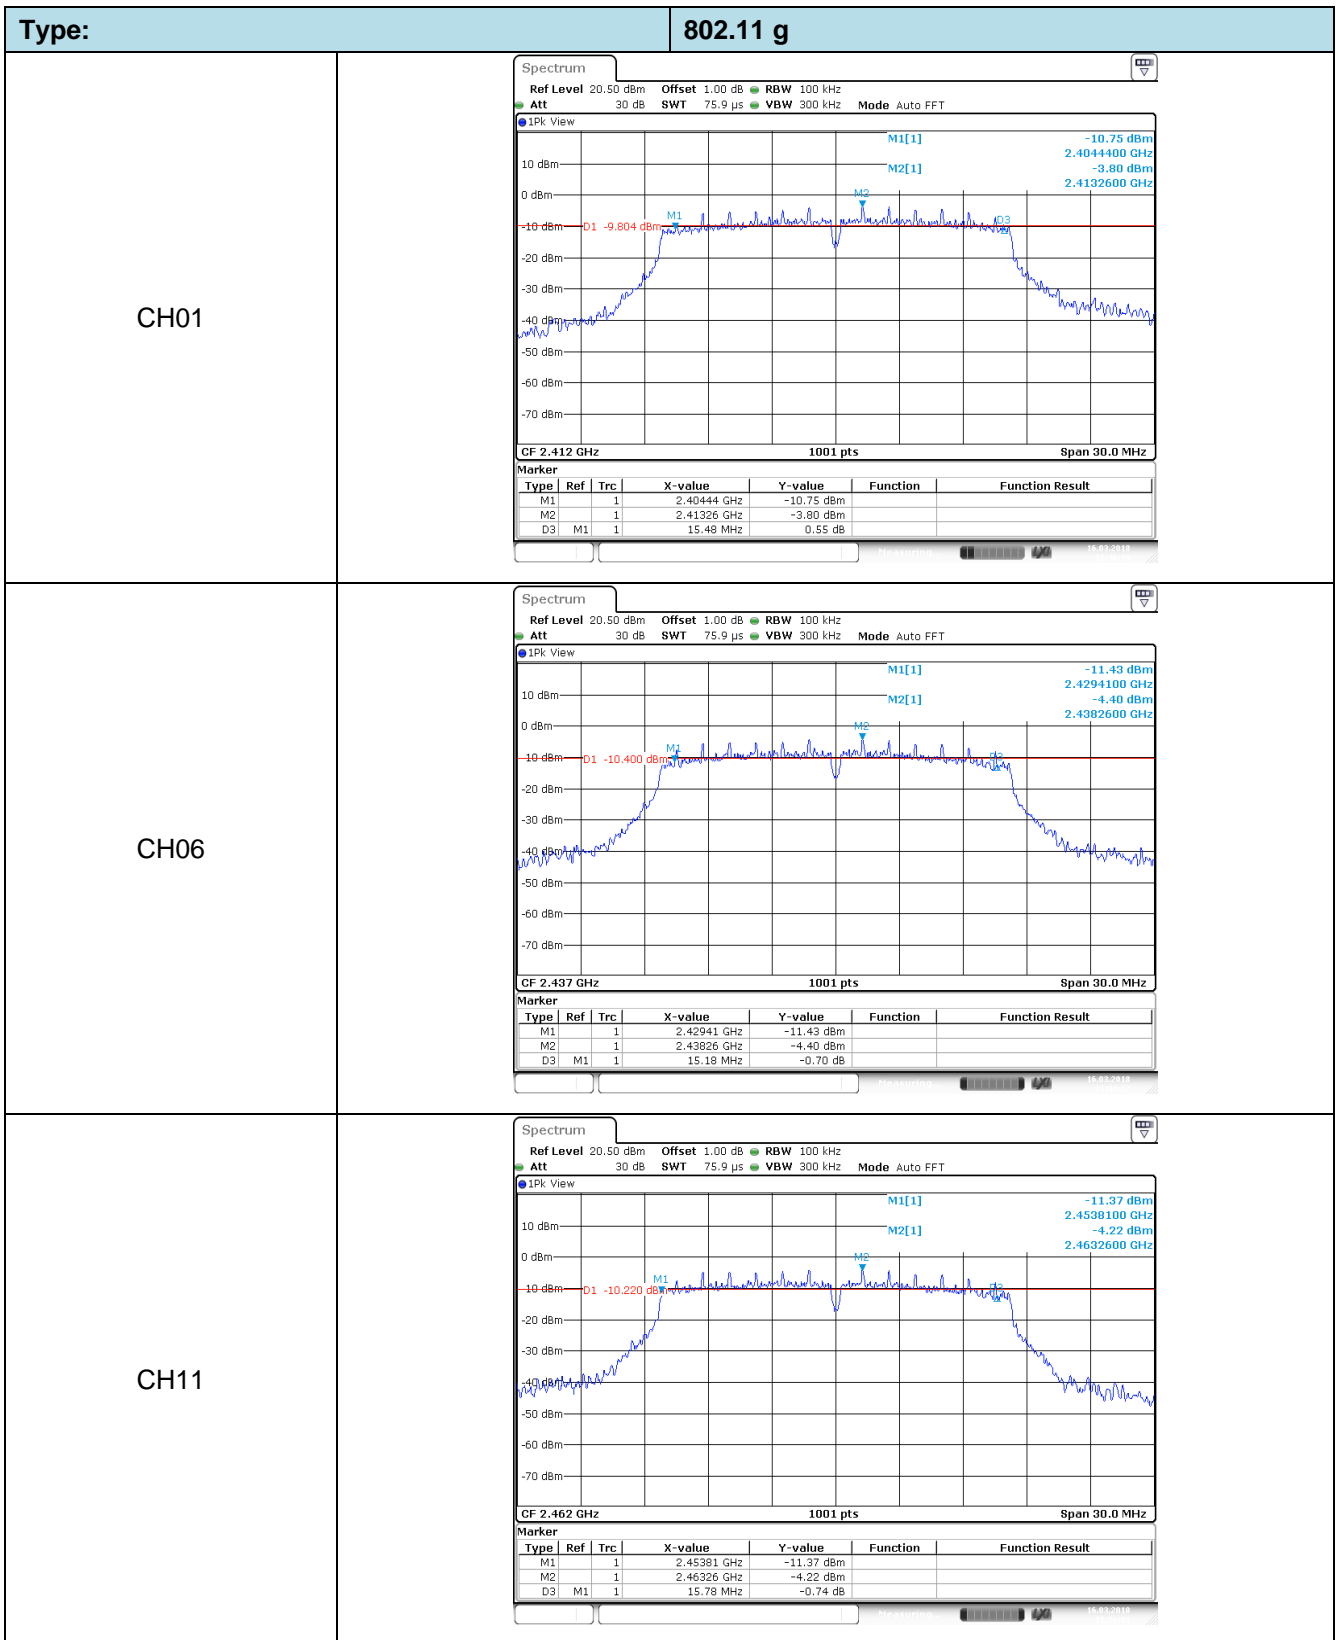 Type: 802.11 g
CH01
Spectrum
Ref Level 20.50 dBm Offset 1.00 dB RBW 100 kHz
Att 30 dB SWT 75.9 µs VBW 300 kHz Mode Auto FFT
1Pk View
M1[1] -10.75 dBm
2.4044400 GHz
10 dBm M2[1] -3.80 dBm
2.4132600 GHz
0 dBm M2
M1 D3
-10 dBm D1 -9.804 dBm
-20 dBm
-30 dBm
-40 dBm
-50 dBm
-60 dBm
-70 dBm
CF 2.412 GHz 1001 pts Span 30.0 MHz
Marker
Type Ref Trc X-value Y-value Function Function Result
M1 1 2.40444 GHz -10.75 dBm
M2 1 2.41326 GHz -3.80 dBm
D3 M1 1 15.48 MHz 0.55 dB
Measuring 16.03.2018
CH06
Spectrum
Ref Level 20.50 dBm Offset 1.00 dB RBW 100 kHz
Att 30 dB SWT 75.9 µs VBW 300 kHz Mode Auto FFT
1Pk View
M1[1] -11.43 dBm
2.4294100 GHz
10 dBm M2[1] -4.40 dBm
2.4382600 GHz
0 dBm M2
M1 D3
-10 dBm D1 -10.400 dBm
-20 dBm
-30 dBm
-40 dBm
-50 dBm
-60 dBm
-70 dBm
CF 2.437 GHz 1001 pts Span 30.0 MHz
Marker
Type Ref Trc X-value Y-value Function Function Result
M1 1 2.42941 GHz -11.43 dBm
M2 1 2.43826 GHz -4.40 dBm
D3 M1 1 15.18 MHz -0.70 dB
Measuring 16.03.2018
CH11
Spectrum
Ref Level 20.50 dBm Offset 1.00 dB RBW 100 kHz
Att 30 dB SWT 75.9 µs VBW 300 kHz Mode Auto FFT
1Pk View
M1[1] -11.37 dBm
2.4538100 GHz
10 dBm M2[1] -4.22 dBm
2.4632600 GHz
0 dBm M2
M1 D3
-10 dBm D1 -10.220 dBm
-20 dBm
-30 dBm
-40 dBm
-50 dBm
-60 dBm
-70 dBm
CF 2.462 GHz 1001 pts Span 30.0 MHz
Marker
Type Ref Trc X-value Y-value Function Function Result
M1 1 2.45381 GHz -11.37 dBm
M2 1 2.46326 GHz -4.22 dBm
D3 M1 1 15.78 MHz -0.74 dB
Measuring 16.03.2018